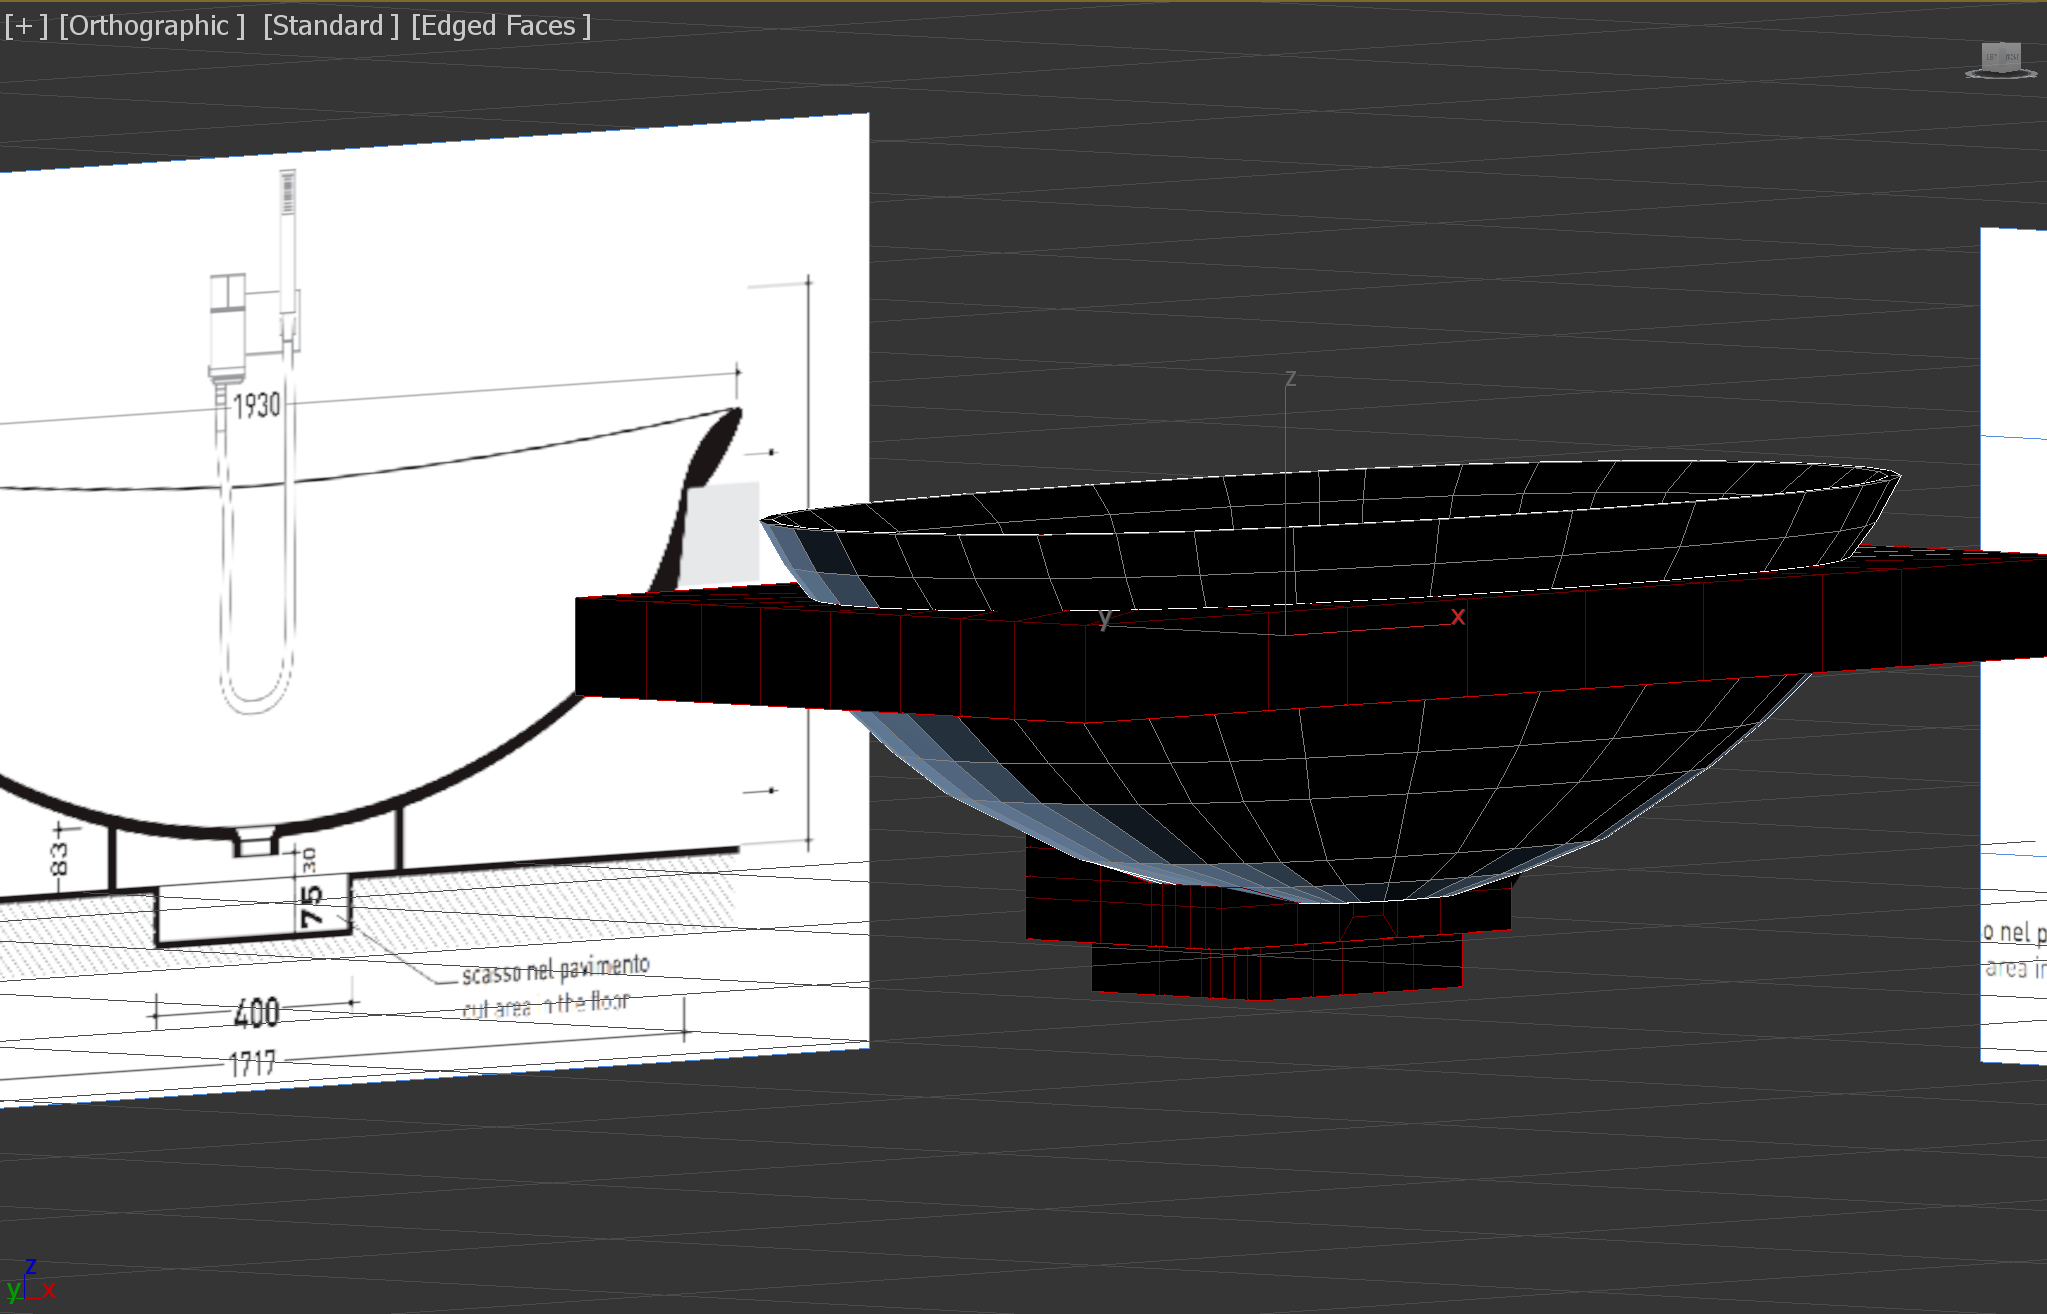 [+] [Orthographic] [Standard] [Edged Faces]
1930
z
y
x
83
30
75
scasso nel pavimento
cut area in the floor
400
1717
o nel p
area in
z
y
x